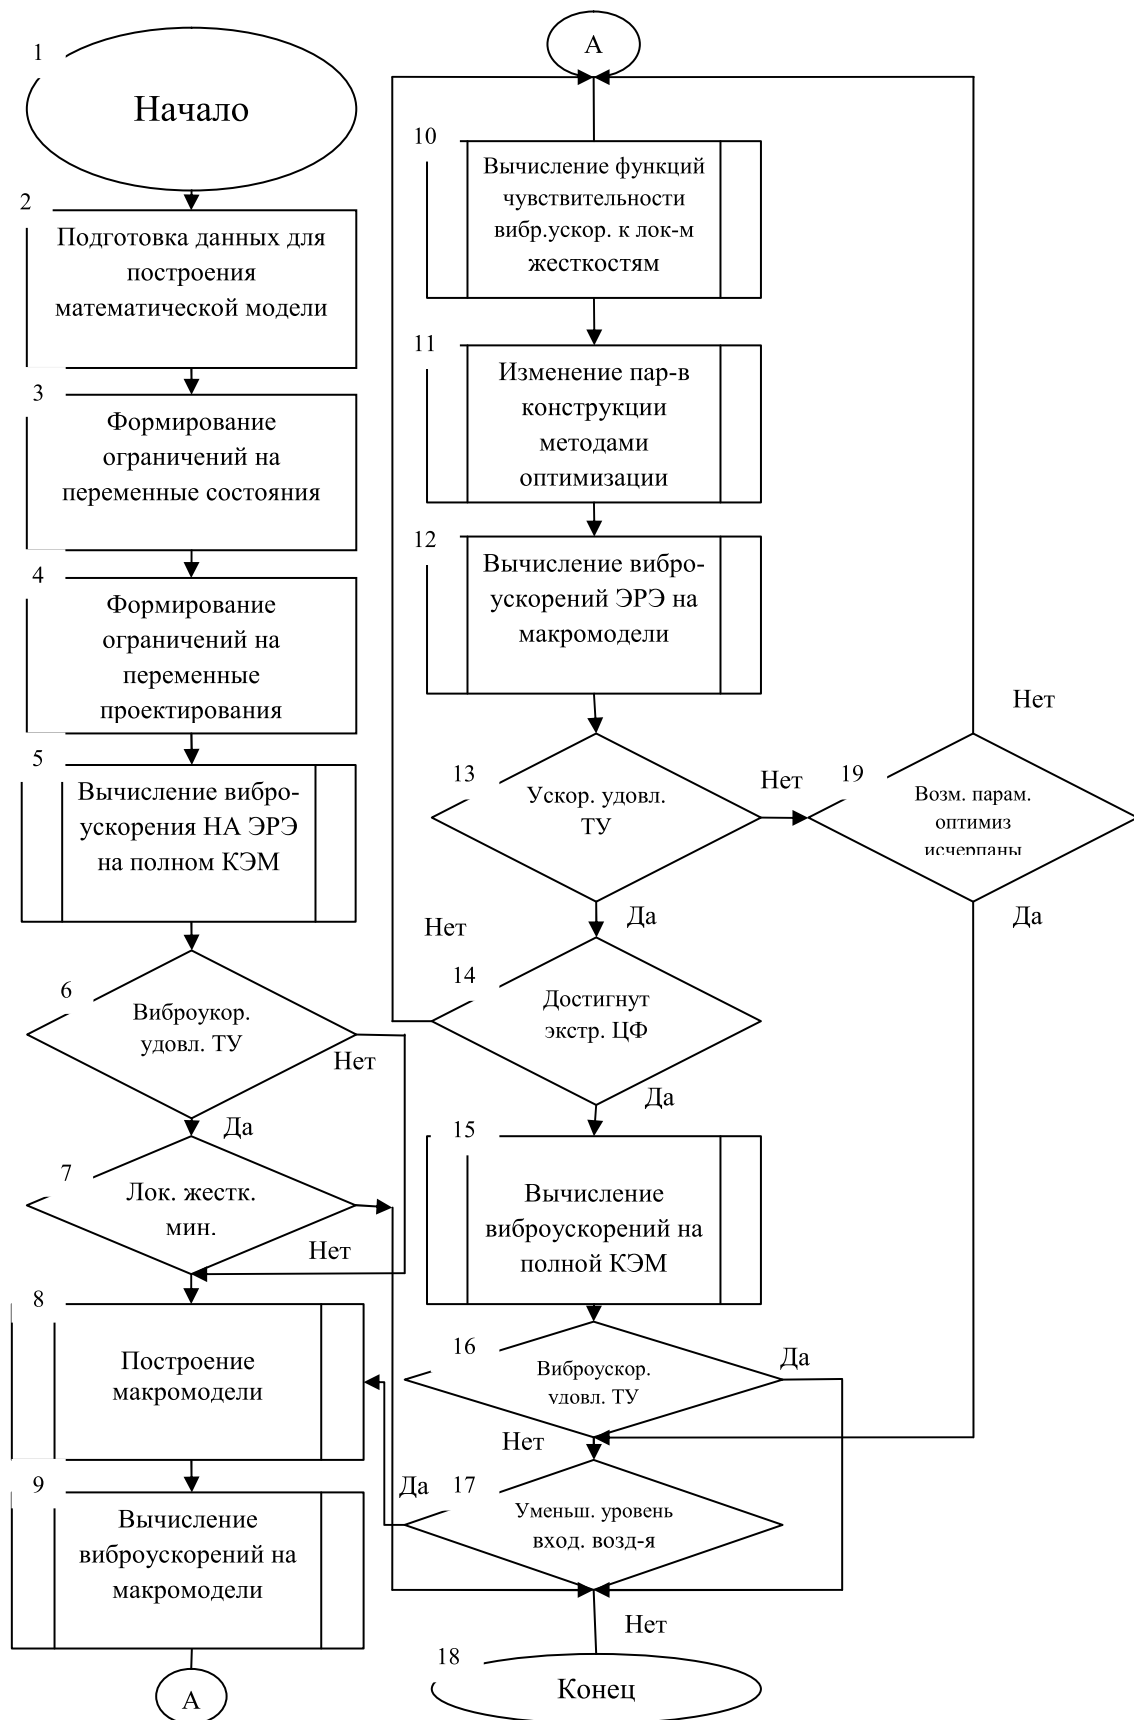 1
Начало
2
Подготовка данных для
построения
математической модели
3
Формирование
ограничений на
переменные состояния
4
Формирование
ограничений на
переменные
проектирования
5
Вычисление вибро-
ускорения НА ЭРЭ
на полном КЭМ
6
Виброукор.
удовл. ТУ
Нет
Да
7
Лок. жестк.
мин.
Нет
8
Построение
макромодели
9
Вычисление
виброускорений на
макромодели
А
А
10
Вычисление функций
чувствительности
вибр.ускор. к лок-м
жесткостям
11
Изменение пар-в
конструкции
методами
оптимизации
12
Вычисление вибро-
ускорений ЭРЭ на
макромодели
13
Ускор. удовл.
ТУ
Нет
Да
14
Нет
Достигнут
экстр. ЦФ
Да
15
Вычисление
виброускорений на
полной КЭМ
16
Виброускор.
удовл. ТУ
Да
Нет
17
Да
Уменьш. уровень
вход. возд-я
Нет
18
Конец
Нет
19
Возм. парам.
оптимиз
исчерпаны
Да